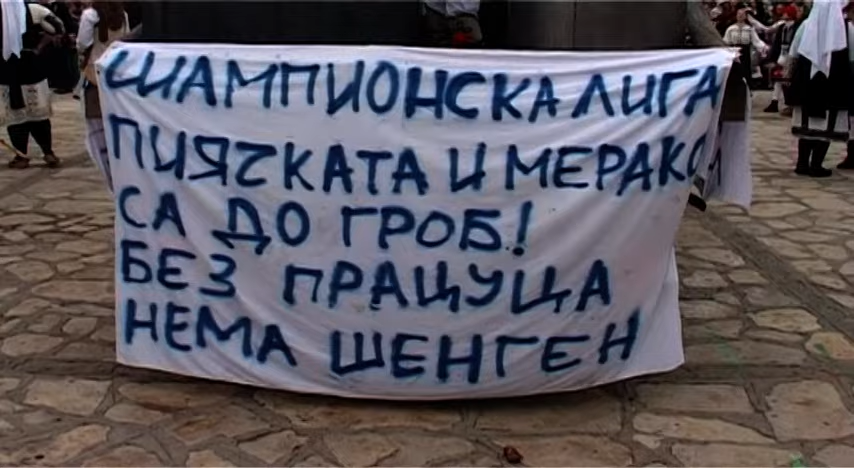 ШАМПИОНСКА ЛИГА
ПИЯЧКАТА И МЕРАКО
СА ДО ГРОБ!
БЕЗ ПРАЦУЦА
НЕМА ШЕНГЕН